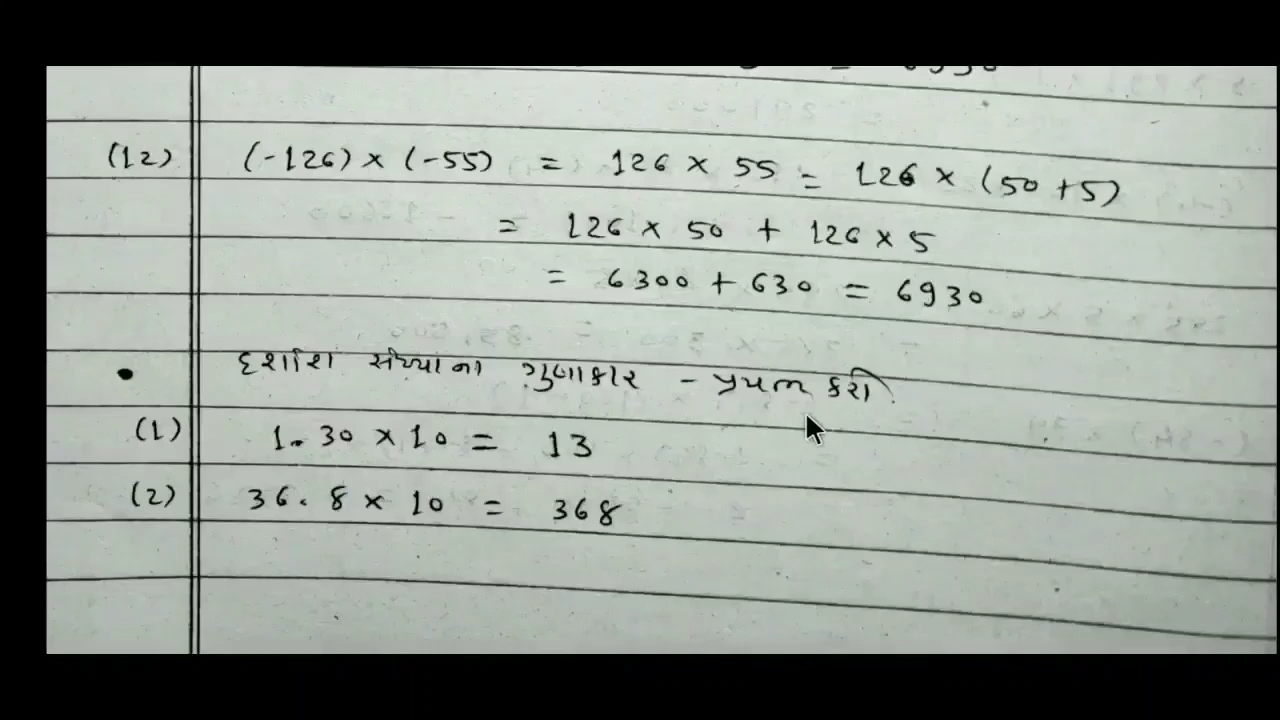 (12) (-126) × (-55) = 126 × 55 = 126 × (50 + 5)
= 126 × 50 + 126 × 5
= 6300 + 630 = 6930
• દશાંશ સંખ્યાના ગુણાકાર - પ્રયત્ન કરો
(1) 1.30 × 10 = 13
(2) 36.8 × 10 = 368